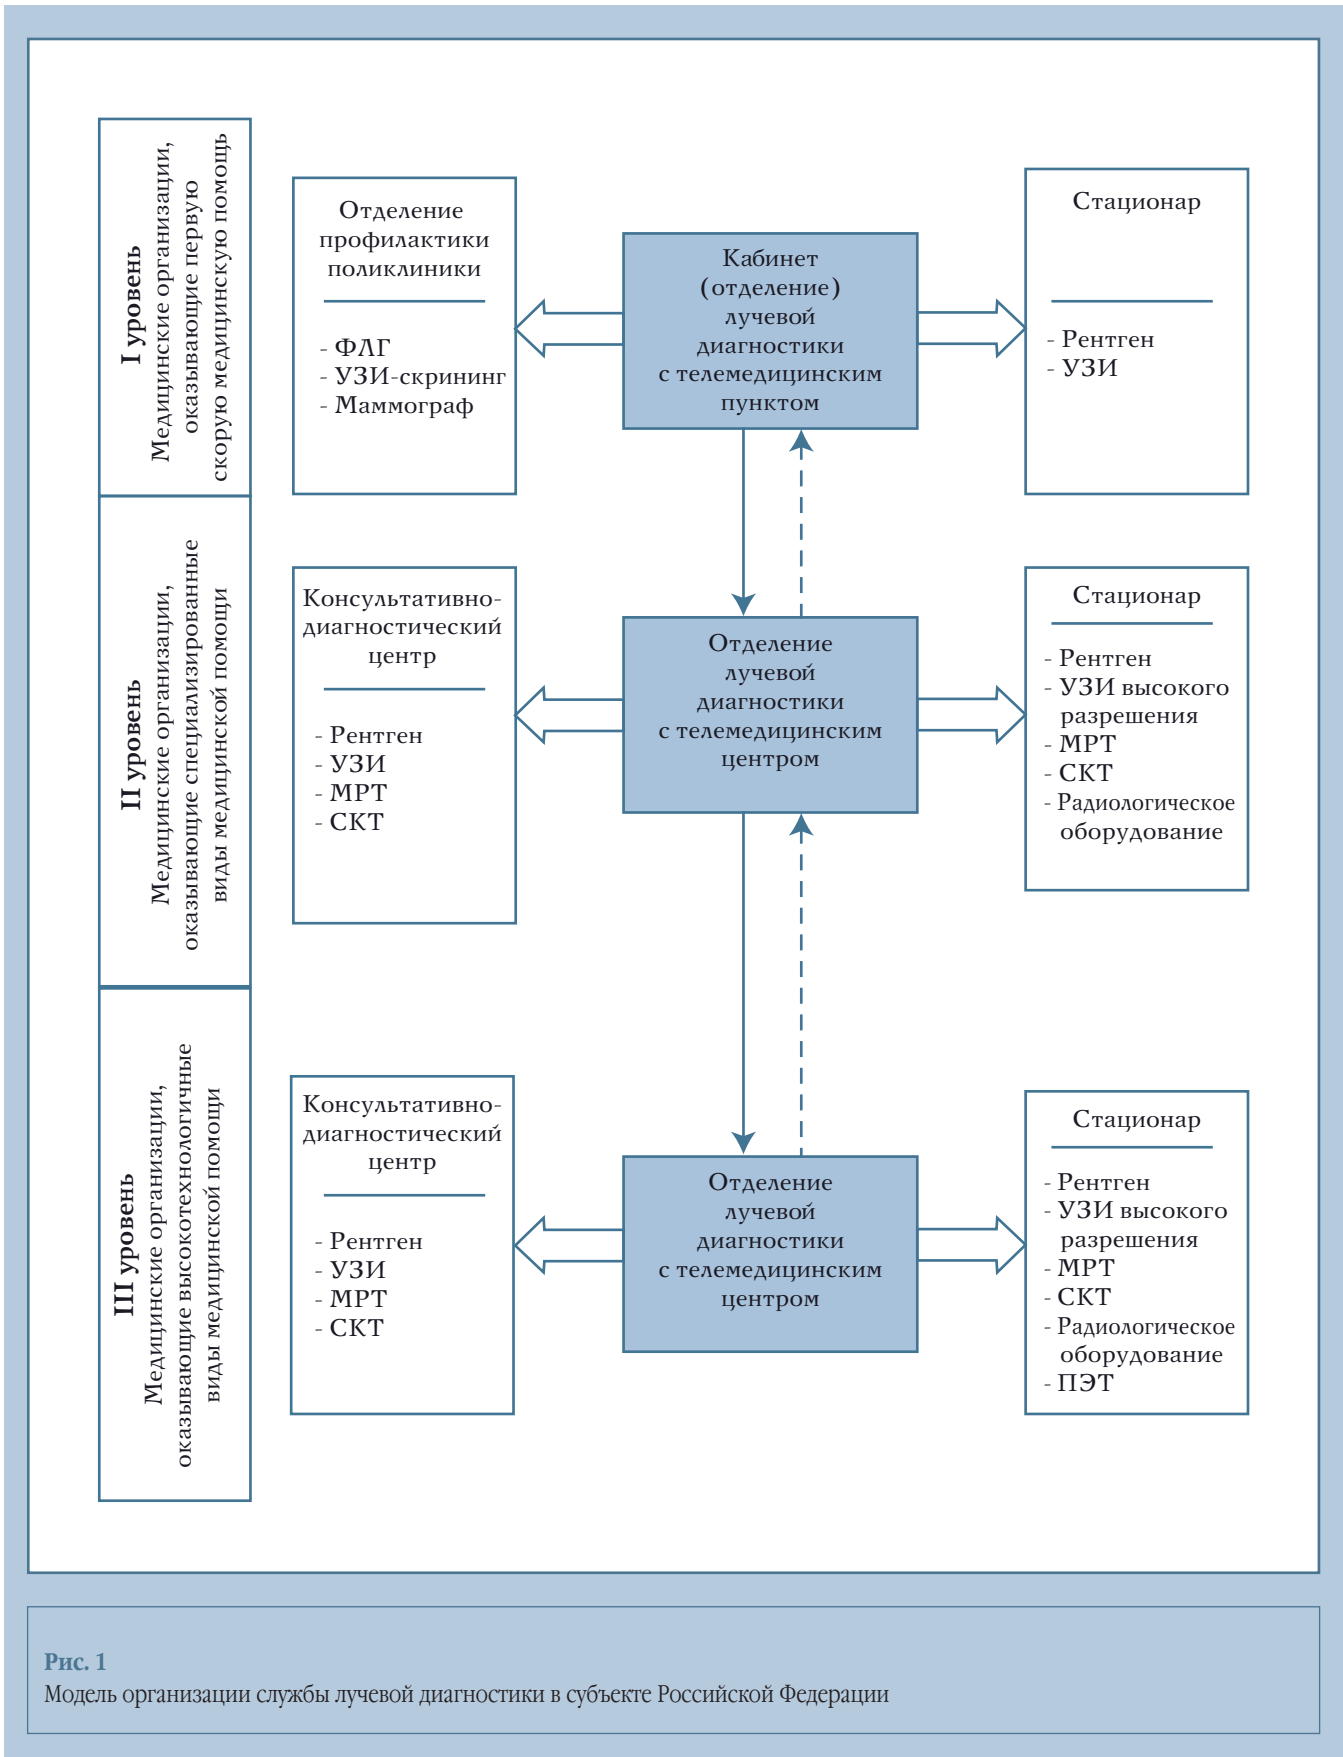 I уровень
Медицинские организации,
оказывающие первую
скорую медицинскую помощь
Отделение
профилактики
поликлиники
- ФЛГ
- УЗИ-скрининг
- Маммограф
Кабинет
(отделение)
лучевой
диагностики
с телемедицинским
пунктом
Стационар
- Рентген
- УЗИ
II уровень
Медицинские организации,
оказывающие специализированные
виды медицинской помощи
Консультативно-
диагностический
центр
- Рентген
- УЗИ
- МРТ
- СКТ
Отделение
лучевой
диагностики
с телемедицинским
центром
Стационар
- Рентген
- УЗИ высокого
разрешения
- МРТ
- СКТ
- Радиологическое
оборудование
III уровень
Медицинские организации,
оказывающие высокотехнологичные
виды медицинской помощи
Консультативно-
диагностический
центр
- Рентген
- УЗИ
- МРТ
- СКТ
Отделение
лучевой
диагностики
с телемедицинским
центром
Стационар
- Рентген
- УЗИ высокого
разрешения
- МРТ
- СКТ
- Радиологическое
оборудование
- ПЭТ
Рис. 1
Модель организации службы лучевой диагностики в субъекте Российской Федерации